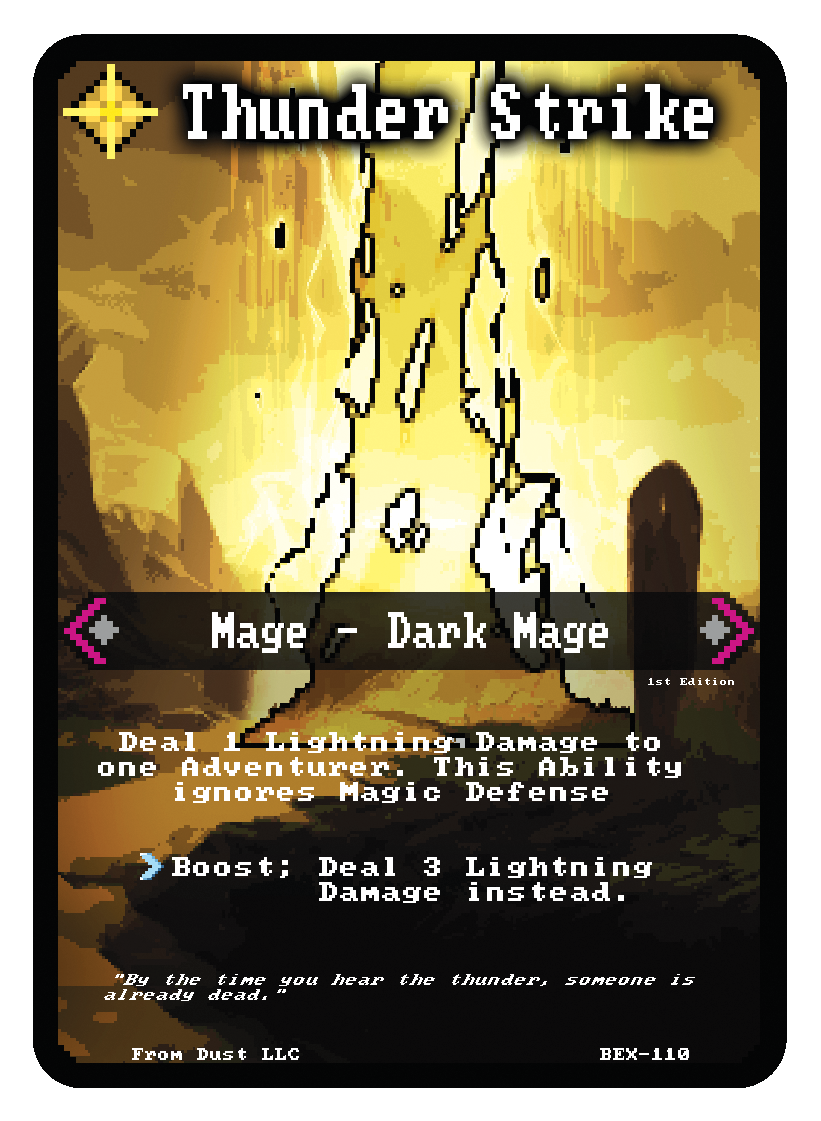 Thunder Strike
Mage - Dark Mage
1st Edition
Deal 1 Lightning Damage to
one Adventurer. This Ability
ignores Magic Defense
Boost; Deal 3 Lightning
Damage instead.
"By the time you hear the thunder, someone is
already dead."
From Dust LLC
BEX-110